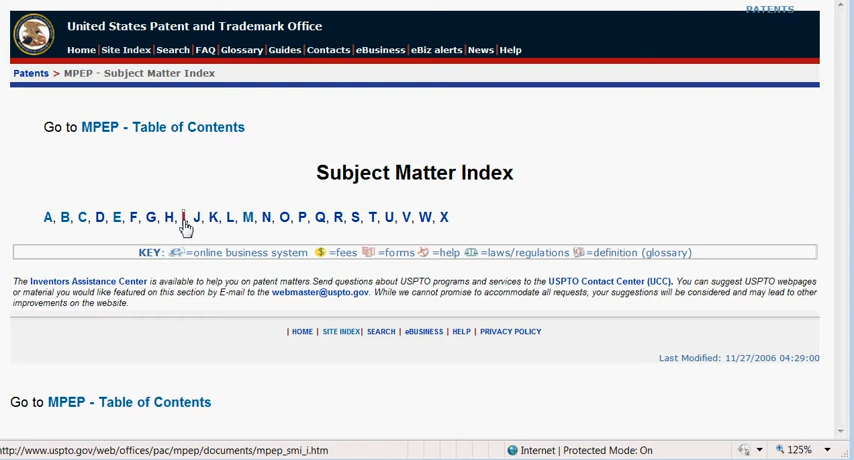 PATENTS
United States Patent and Trademark Office
Home|Site Index|Search|FAQ|Glossary|Guides|Contacts|eBusiness|eBiz alerts|News|Help
Patents > MPEP - Subject Matter Index
Go to MPEP - Table of Contents
Subject Matter Index
A, B, C, D, E, F, G, H, I, J, K, L, M, N, O, P, Q, R, S, T, U, V, W, X
KEY: =online business system =fees =forms =help =laws/regulations =definition (glossary)
The Inventors Assistance Center is available to help you on patent matters.Send questions about USPTO programs and services to the USPTO Contact Center (UCC). You can suggest USPTO webpages
or material you would like featured on this section by E-mail to the webmaster@uspto.gov. While we cannot promise to accommodate all requests, your suggestions will be considered and may lead to other
improvements on the website.
| HOME | SITE INDEX| SEARCH | eBUSINESS | HELP | PRIVACY POLICY
Last Modified: 11/27/2006 04:29:00
Go to MPEP - Table of Contents
http://www.uspto.gov/web/offices/pac/mpep/documents/mpep_smi_i.htm Internet | Protected Mode: On 125%